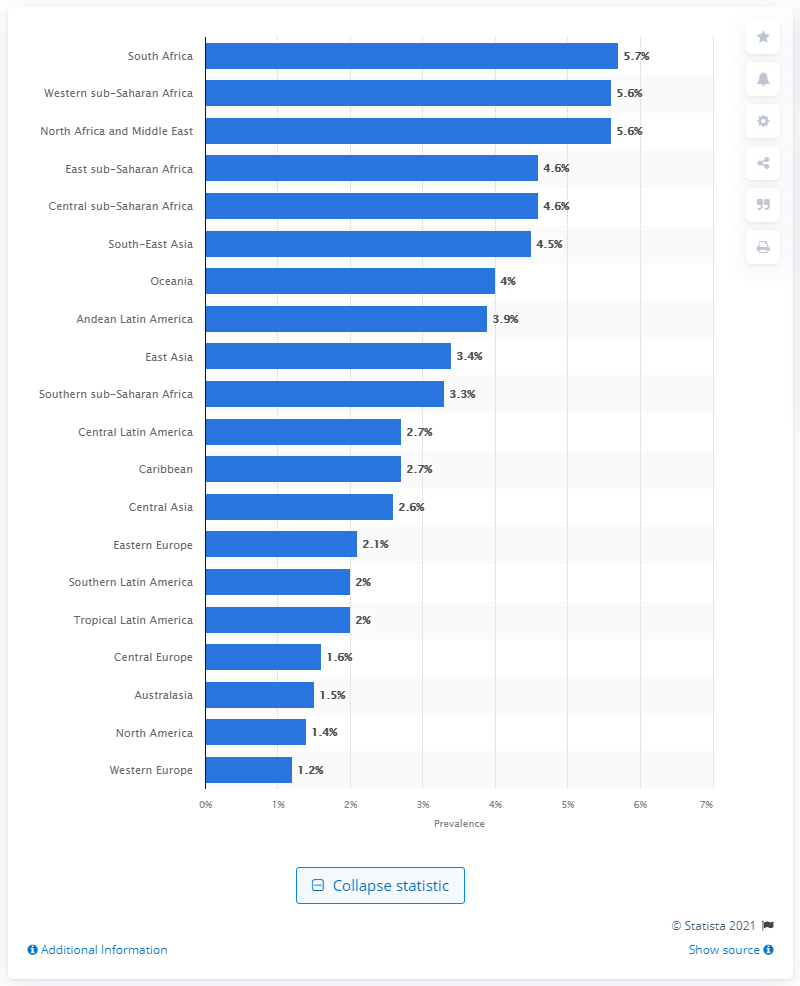 South Africa 5.7%
Western sub-Saharan Africa 5.6%
North Africa and Middle East 5.6%
East sub-Saharan Africa 4.6%
Central sub-Saharan Africa 4.6%
South-East Asia 4.5%
Oceania 4%
Andean Latin America 3.9%
East Asia 3.4%
Southern sub-Saharan Africa 3.3%
Central Latin America 2.7%
Caribbean 2.7%
Central Asia 2.6%
Eastern Europe 2.1%
Southern Latin America 2%
Tropical Latin America 2%
Central Europe 1.6%
Australasia 1.5%
North America 1.4%
Western Europe 1.2%
0% 1% 2% 3% 4% 5% 6% 7%
Prevalence
Collapse statistic
© Statista 2021
Additional Information Show source